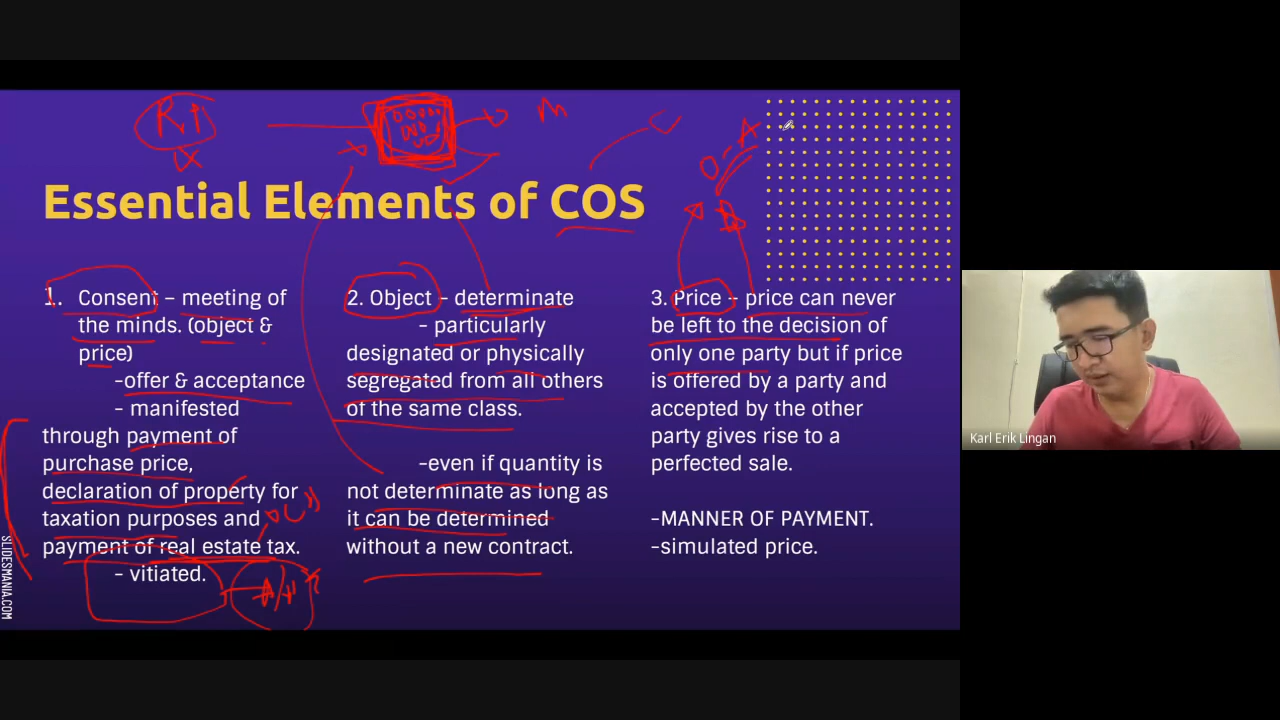 Essential Elements of COS
1. Consent – meeting of
the minds. (object &
price)
-offer & acceptance
- manifested
through payment of
purchase price,
declaration of property for
taxation purposes and
payment of real estate tax.
- vitiated.
2. Object – determinate
- particularly
designated or physically
segregated from all others
of the same class.
-even if quantity is
not determinate as long as
it can be determined
without a new contract.
3. Price – price can never
be left to the decision of
only one party but if price
is offered by a party and
accepted by the other
party gives rise to a
perfected sale.
-MANNER OF PAYMENT.
-simulated price.
SLIDESMANIA.COM
Karl Erik Lingan